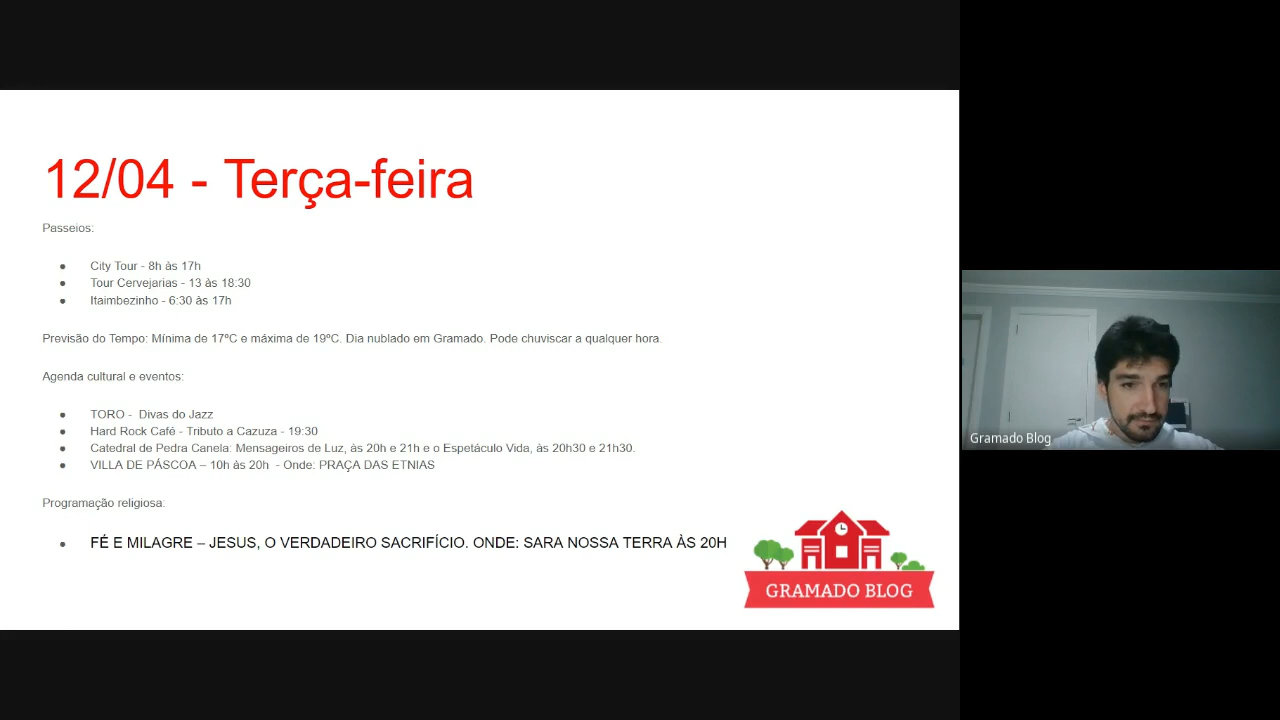 12/04 - Terça-feira
Passeios:
● City Tour - 8h às 17h
● Tour Cervejarias - 13 às 18:30
● Itaimbezinho - 6:30 às 17h
Previsão do Tempo: Mínima de 17ºC e máxima de 19ºC. Dia nublado em Gramado. Pode chuviscar a qualquer hora.
Agenda cultural e eventos:
● TORO - Divas do Jazz
● Hard Rock Café - Tributo a Cazuza - 19:30
● Catedral de Pedra Canela: Mensageiros de Luz, às 20h e 21h e o Espetáculo Vida, às 20h30 e 21h30.
● VILLA DE PÁSCOA – 10h às 20h - Onde: PRAÇA DAS ETNIAS
Programação religiosa:
● FÉ E MILAGRE – JESUS, O VERDADEIRO SACRIFÍCIO. ONDE: SARA NOSSA TERRA ÀS 20H
GRAMADO BLOG
Gramado Blog